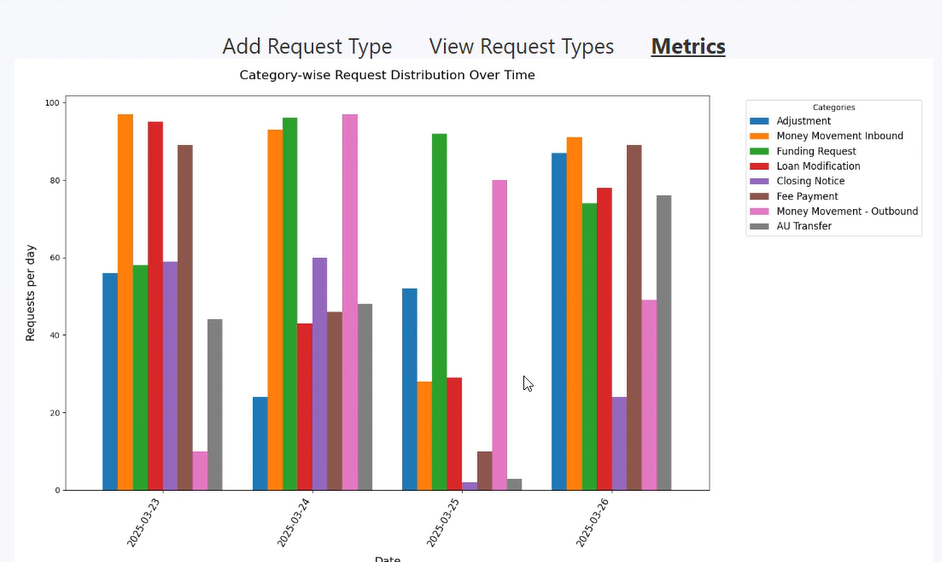 Add Request Type View Request Types Metrics
Category-wise Request Distribution Over Time
Requests per day
100
80
60
40
20
0
2025-03-23
2025-03-24
2025-03-25
2025-03-26
Date
Categories
Adjustment
Money Movement Inbound
Funding Request
Loan Modification
Closing Notice
Fee Payment
Money Movement - Outbound
AU Transfer